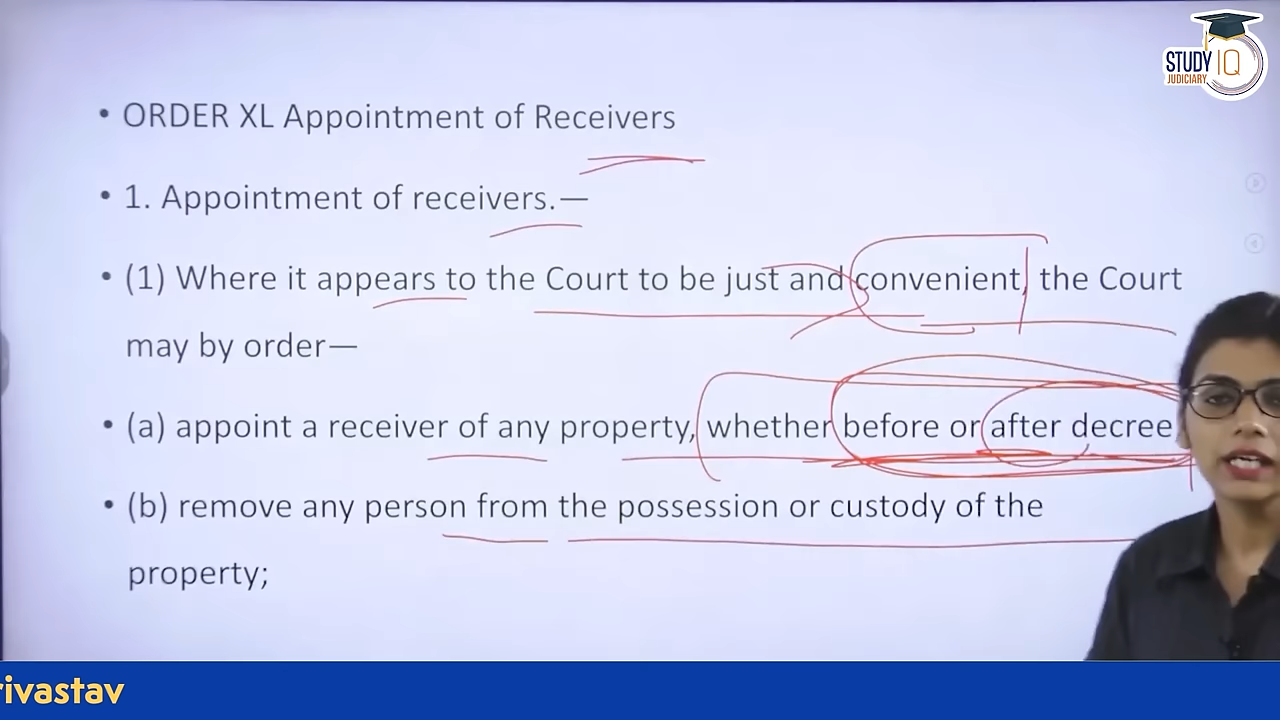 STUDY IQ
JUDICIARY
• ORDER XL Appointment of Receivers
• 1. Appointment of receivers.—
• (1) Where it appears to the Court to be just and convenient, the Court
may by order—
• (a) appoint a receiver of any property, whether before or after decree
• (b) remove any person from the possession or custody of the
property;
rivastav